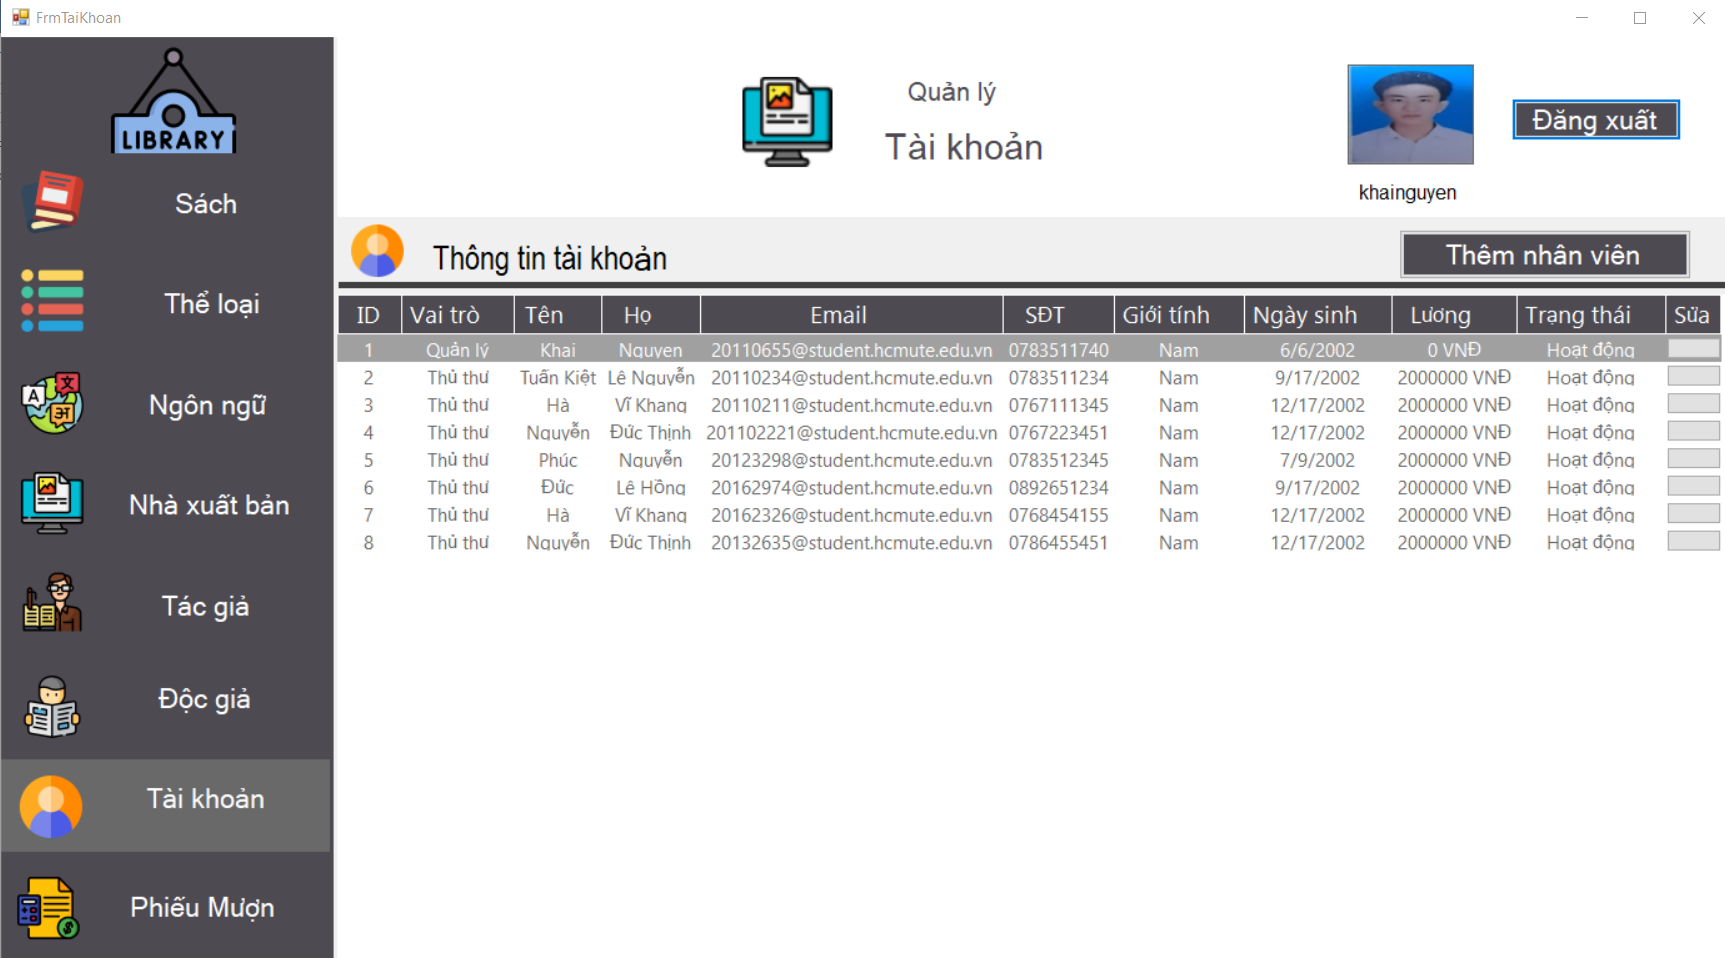 FrmTaiKhoan
LIBRARY
Sách
Thể loại
Ngôn ngữ
Nhà xuất bản
Tác giả
Độc giả
Tài khoản
Phiếu Mượn
Quản lý
Tài khoản
khainguyen
Đăng xuất
Thông tin tài khoản
Thêm nhân viên
ID Vai trò Tên Họ Email SĐT Giới tính Ngày sinh Lương Trạng thái Sửa
1 Quản lý Khai Nguyen 20110655@student.hcmute.edu.vn 0783511740 Nam 6/6/2002 0 VNĐ Hoạt động
2 Thủ thư Tuấn Kiệt Lê Nguyễn 20110234@student.hcmute.edu.vn 0783511234 Nam 9/17/2002 2000000 VNĐ Hoạt động
3 Thủ thư Hà Vĩ Khang 20110211@student.hcmute.edu.vn 0767111345 Nam 12/17/2002 2000000 VNĐ Hoạt động
4 Thủ thư Nguyễn Đức Thịnh 201102221@student.hcmute.edu.vn 0767223451 Nam 12/17/2002 2000000 VNĐ Hoạt động
5 Thủ thư Phúc Nguyễn 20123298@student.hcmute.edu.vn 0783512345 Nam 7/9/2002 2000000 VNĐ Hoạt động
6 Thủ thư Đức Lê Hồng 20162974@student.hcmute.edu.vn 0892651234 Nam 9/17/2002 2000000 VNĐ Hoạt động
7 Thủ thư Hà Vĩ Khang 20162326@student.hcmute.edu.vn 0768454155 Nam 12/17/2002 2000000 VNĐ Hoạt động
8 Thủ thư Nguyễn Đức Thịnh 20132635@student.hcmute.edu.vn 0786455451 Nam 12/17/2002 2000000 VNĐ Hoạt động